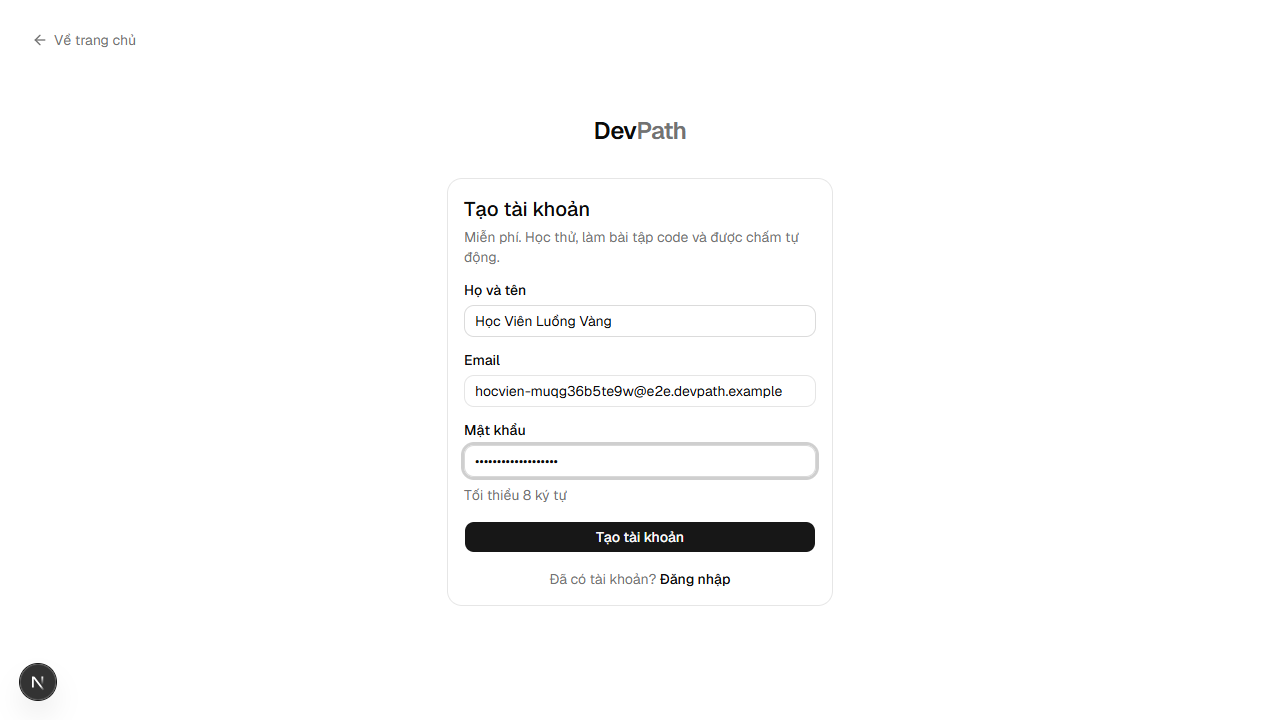 Về trang chủ
DevPath
Tạo tài khoản
Miễn phí. Học thử, làm bài tập code và được chấm tự
động.
Họ và tên
Học Viên Luồng Vàng
Email
hocvien-muqg36b5te9w@e2e.devpath.example
Mật khẩu
•••••••••••••••••••
Tối thiểu 8 ký tự
Tạo tài khoản
Đã có tài khoản? Đăng nhập
N